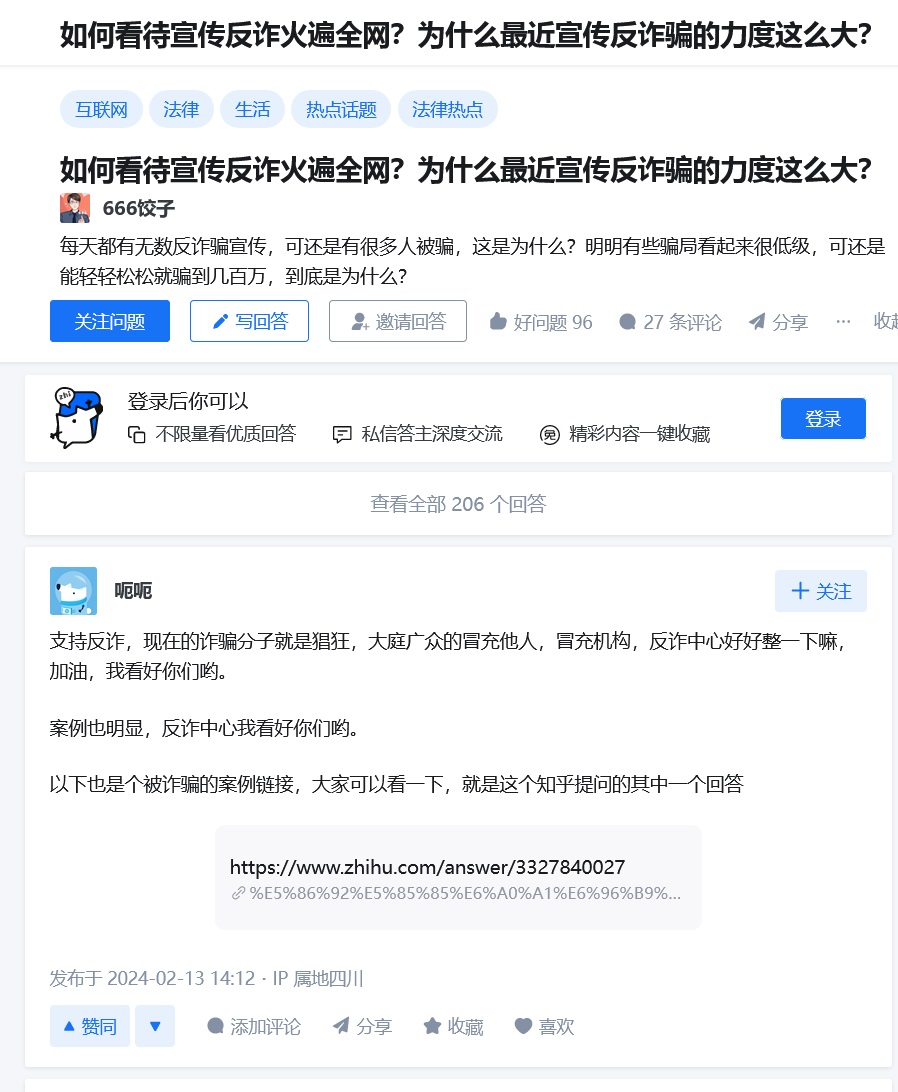 如何看待宣传反诈火遍全网？为什么最近宣传反诈骗的力度这么大？
互联网 法律 生活 热点话题 法律热点
如何看待宣传反诈火遍全网？为什么最近宣传反诈骗的力度这么大？
666饺子
每天都有无数反诈骗宣传，可还是有很多人被骗，这是为什么？明明有些骗局看起来很低级，可还是
能轻轻松松就骗到几百万，到底是为什么？
关注问题 写回答 邀请回答 好问题 96 27 条评论 分享 ··· 收起
zhi
登录后你可以
不限量看优质回答 私信答主深度交流 精彩内容一键收藏
登录
查看全部 206 个回答
呃呃
关注
支持反诈，现在的诈骗分子就是猖狂，大庭广众的冒充他人，冒充机构，反诈中心好好整一下嘛，
加油，我看好你们哟。
案例也明显，反诈中心我看好你们哟。
以下也是个被诈骗的案例链接，大家可以看一下，就是这个知乎提问的其中一个回答
https://www.zhihu.com/answer/3327840027
%E5%86%92%E5%85%85%E6%A0%A1%E6%96%B9%...
发布于 2024-02-13 14:12 · IP 属地四川
赞同 添加评论 分享 收藏 喜欢